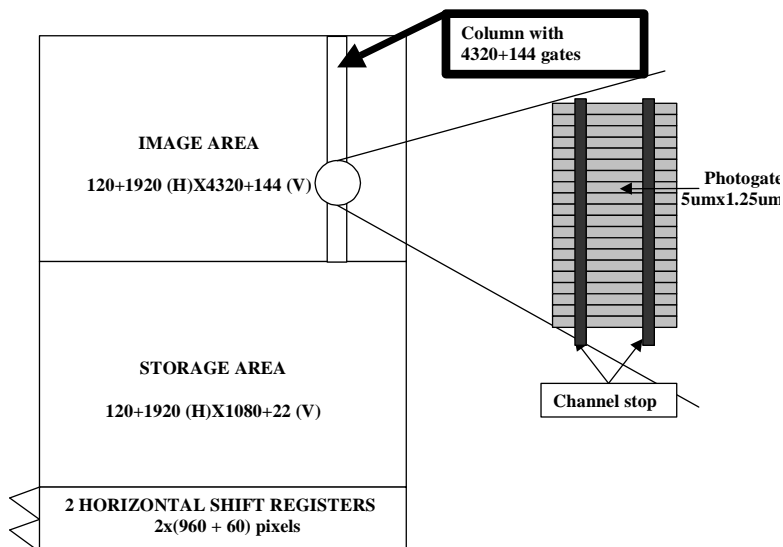 Column with
4320+144 gates
IMAGE AREA
120+1920 (H)X4320+144 (V)
Photogate
5umx1.25um
STORAGE AREA
120+1920 (H)X1080+22 (V)
Channel stop
2 HORIZONTAL SHIFT REGISTERS
2x(960 + 60) pixels